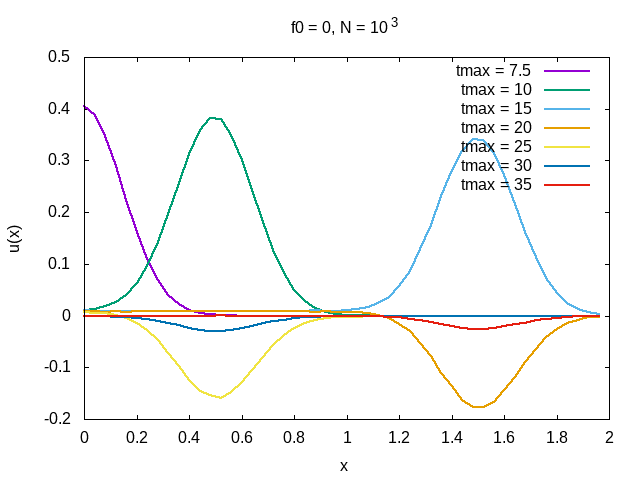 f0 = 0, N = 10 3
0.5
0.4
0.3
0.2
0.1
0
-0.1
-0.2
u(x)
tmax = 7.5
tmax = 10
tmax = 15
tmax = 20
tmax = 25
tmax = 30
tmax = 35
0 0.2 0.4 0.6 0.8 1 1.2 1.4 1.6 1.8 2
x